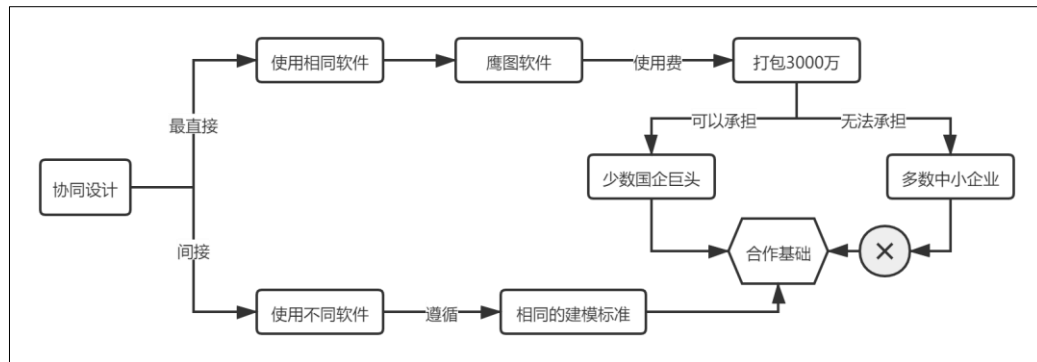 使用相同软件
鹰图软件
使用费
打包3000万
最直接
可以承担
无法承担
协同设计
少数国企巨头
多数中小企业
间接
合作基础
使用不同软件
遵循
相同的建模标准